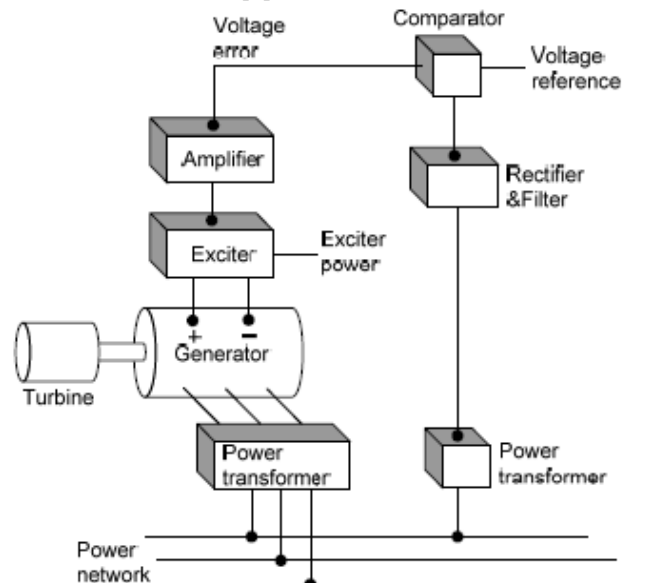 Comparator
Voltage
error
Voltage
reference
Amplifier
Rectifier
&Filter
Exciter
Exciter
power
+
−
Generator
Turbine
Power
transformer
Power
transformer
Power
network